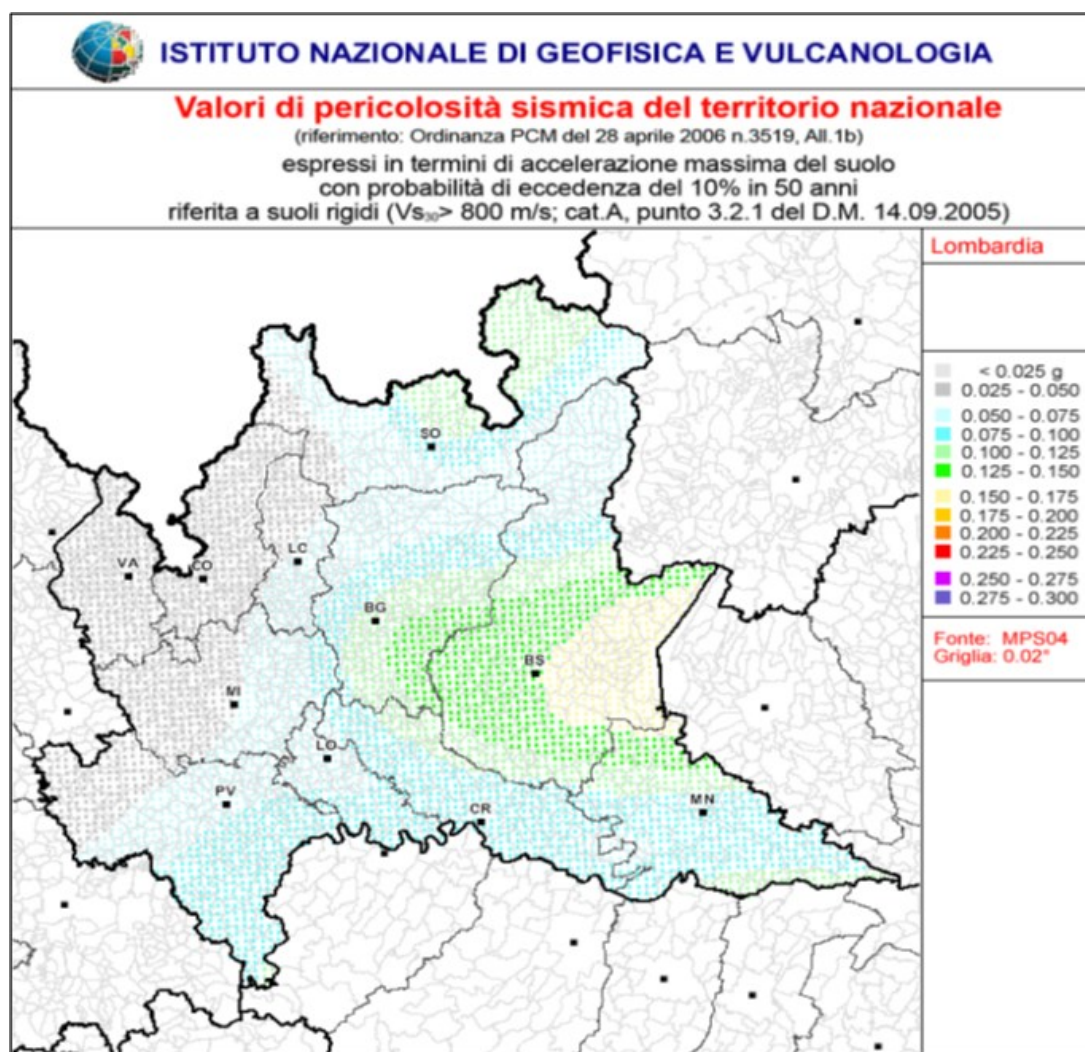 ISTITUTO NAZIONALE DI GEOFISICA E VULCANOLOGIA
Valori di pericolosità sismica del territorio nazionale
(riferimento: Ordinanza PCM del 28 aprile 2006 n.3519, All.1b)
espressi in termini di accelerazione massima del suolo
con probabilità di eccedenza del 10% in 50 anni
riferita a suoli rigidi (Vs₃₀> 800 m/s; cat.A, punto 3.2.1 del D.M. 14.09.2005)
Lombardia
< 0.025 g
0.025 - 0.050
0.050 - 0.075
0.075 - 0.100
0.100 - 0.125
0.125 - 0.150
0.150 - 0.175
0.175 - 0.200
0.200 - 0.225
0.225 - 0.250
0.250 - 0.275
0.275 - 0.300
Fonte: MPS04
Griglia: 0.02°
SO
LC
VA
CO
BG
BS
MI
LO
PV
CR
MN